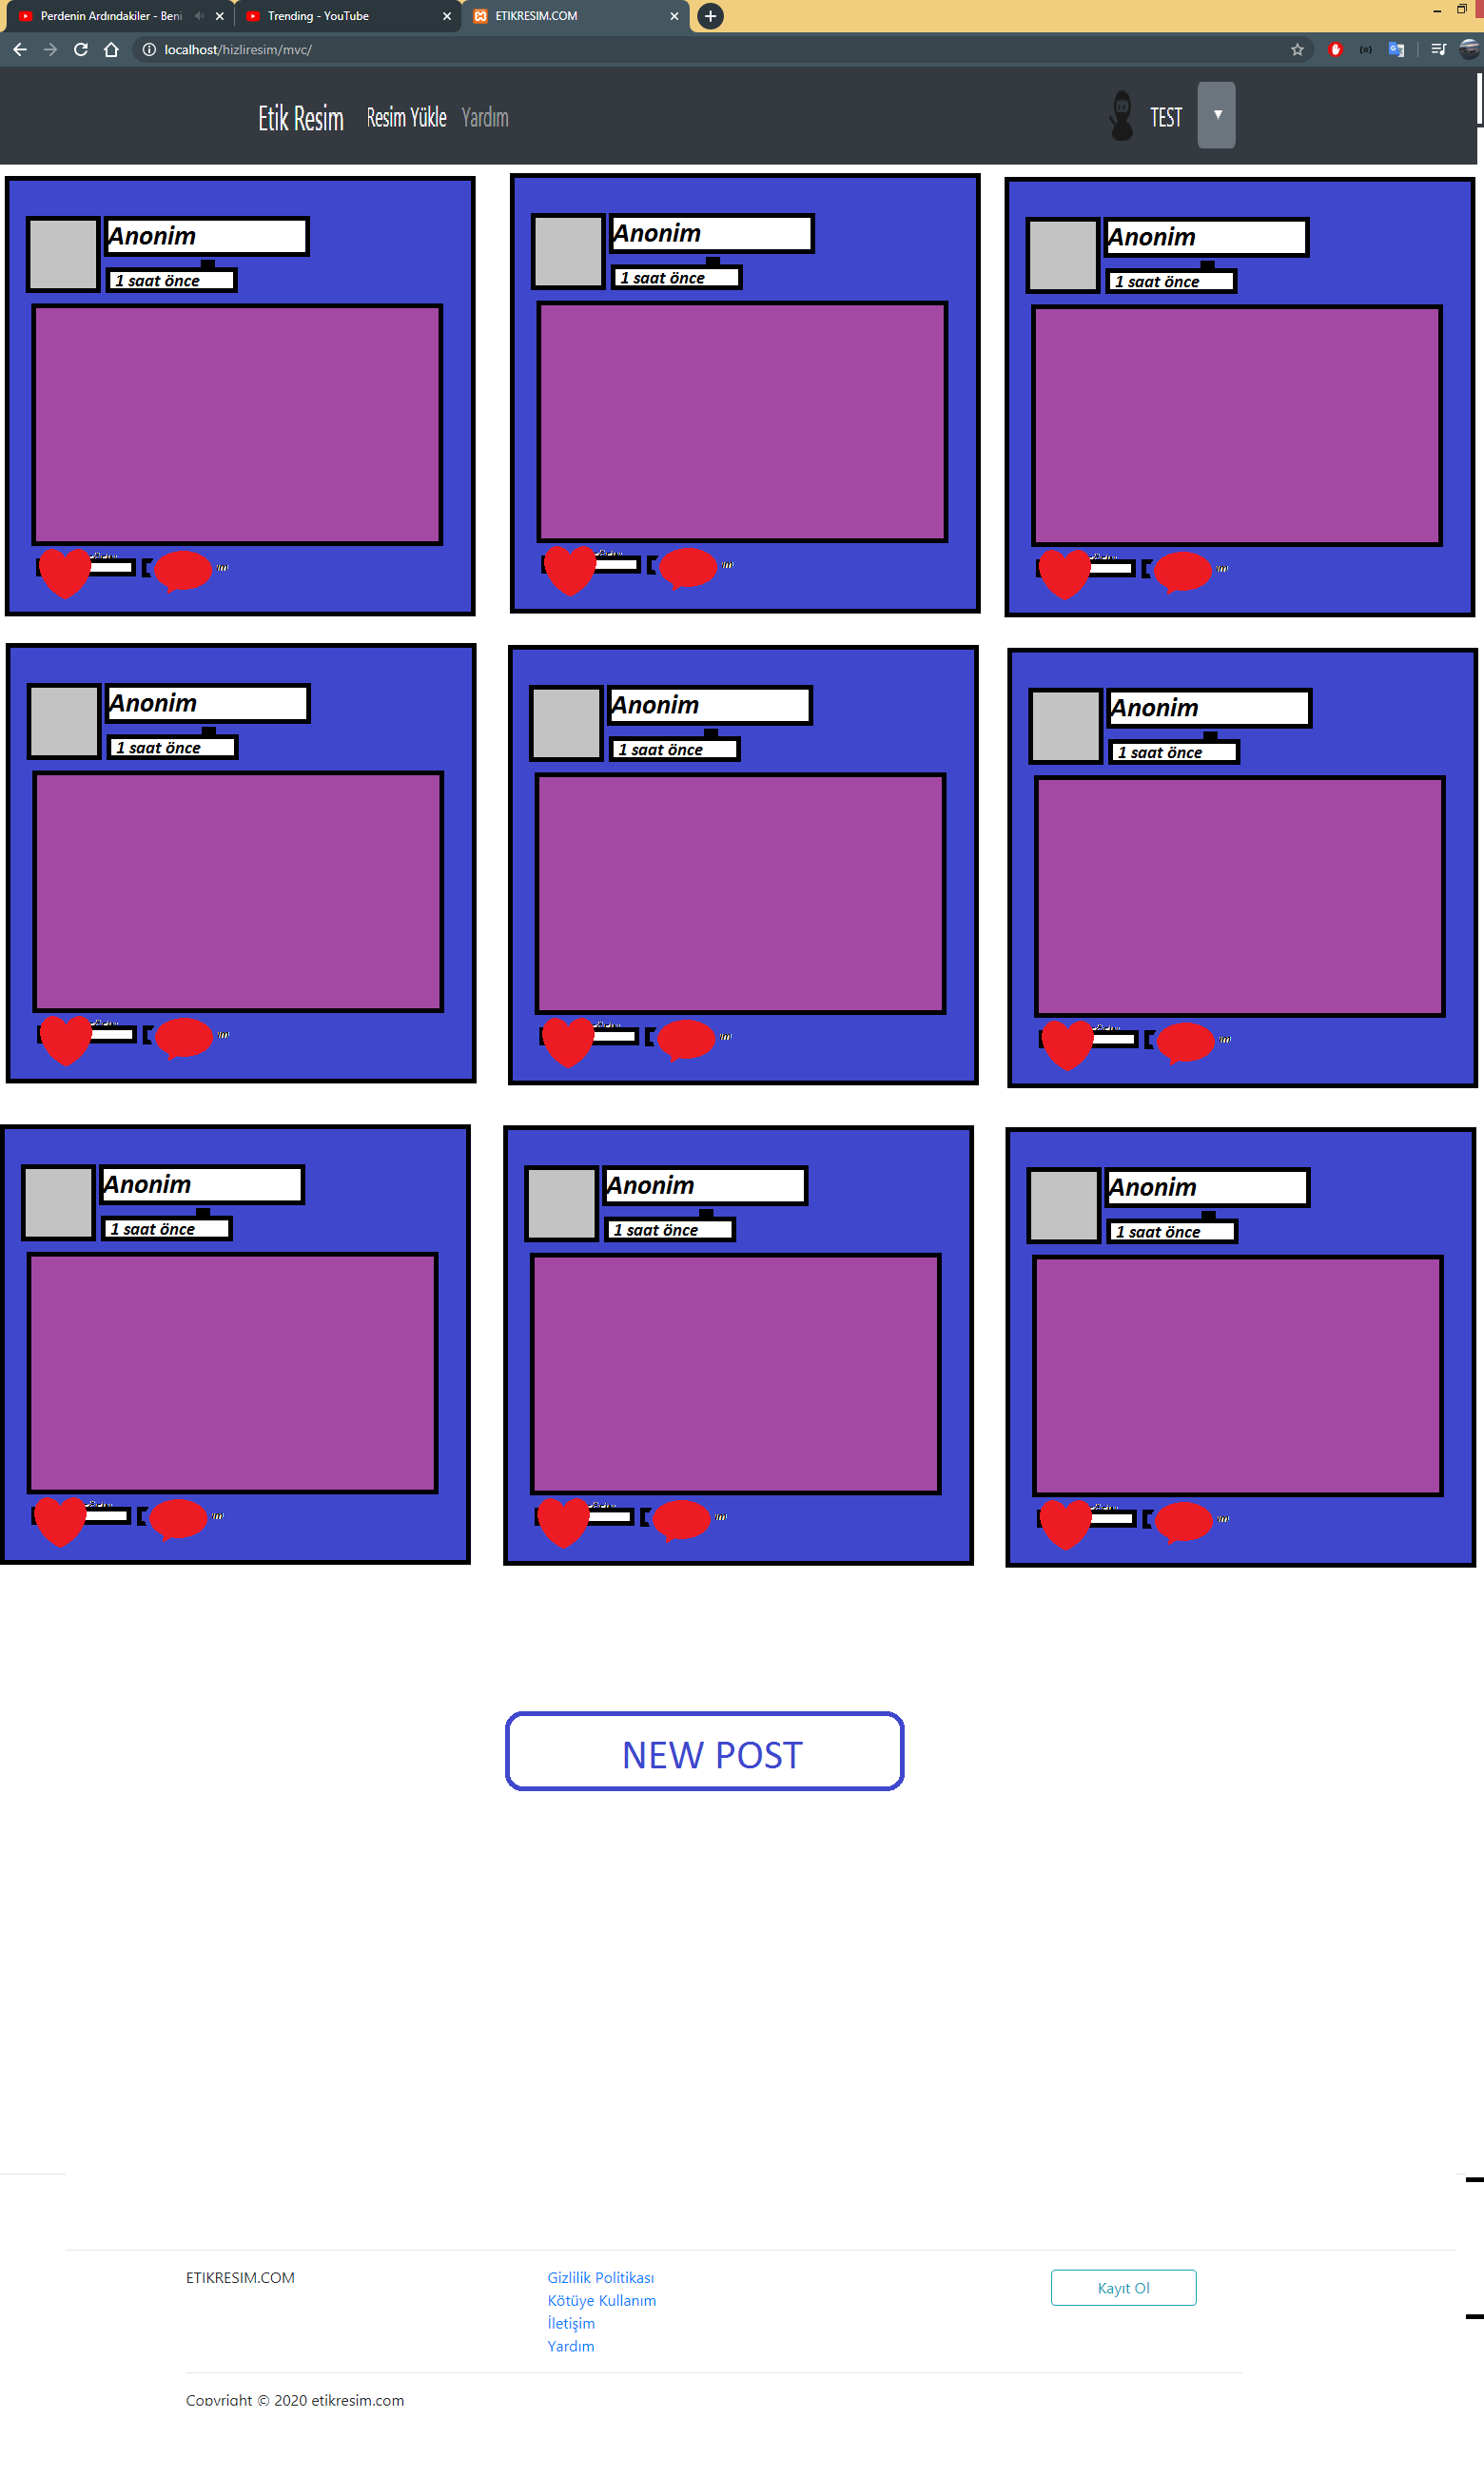 Perdenin Ardındakiler - Beni
Trending - YouTube
ETIKRESIM.COM
localhost/hizliresim/mvc/
Etik Resim Resim Yükle Yardım TEST
Anonim Anonim Anonim
1 saat önce 1 saat önce 1 saat önce
Anonim Anonim Anonim
1 saat önce 1 saat önce 1 saat önce
Anonim Anonim Anonim
1 saat önce 1 saat önce 1 saat önce
NEW POST
ETIKRESIM.COM
Gizlilik Politikası
Kötüye Kullanım
İletişim
Yardım
Kayıt Ol
Copyright © 2020 etikresim.com